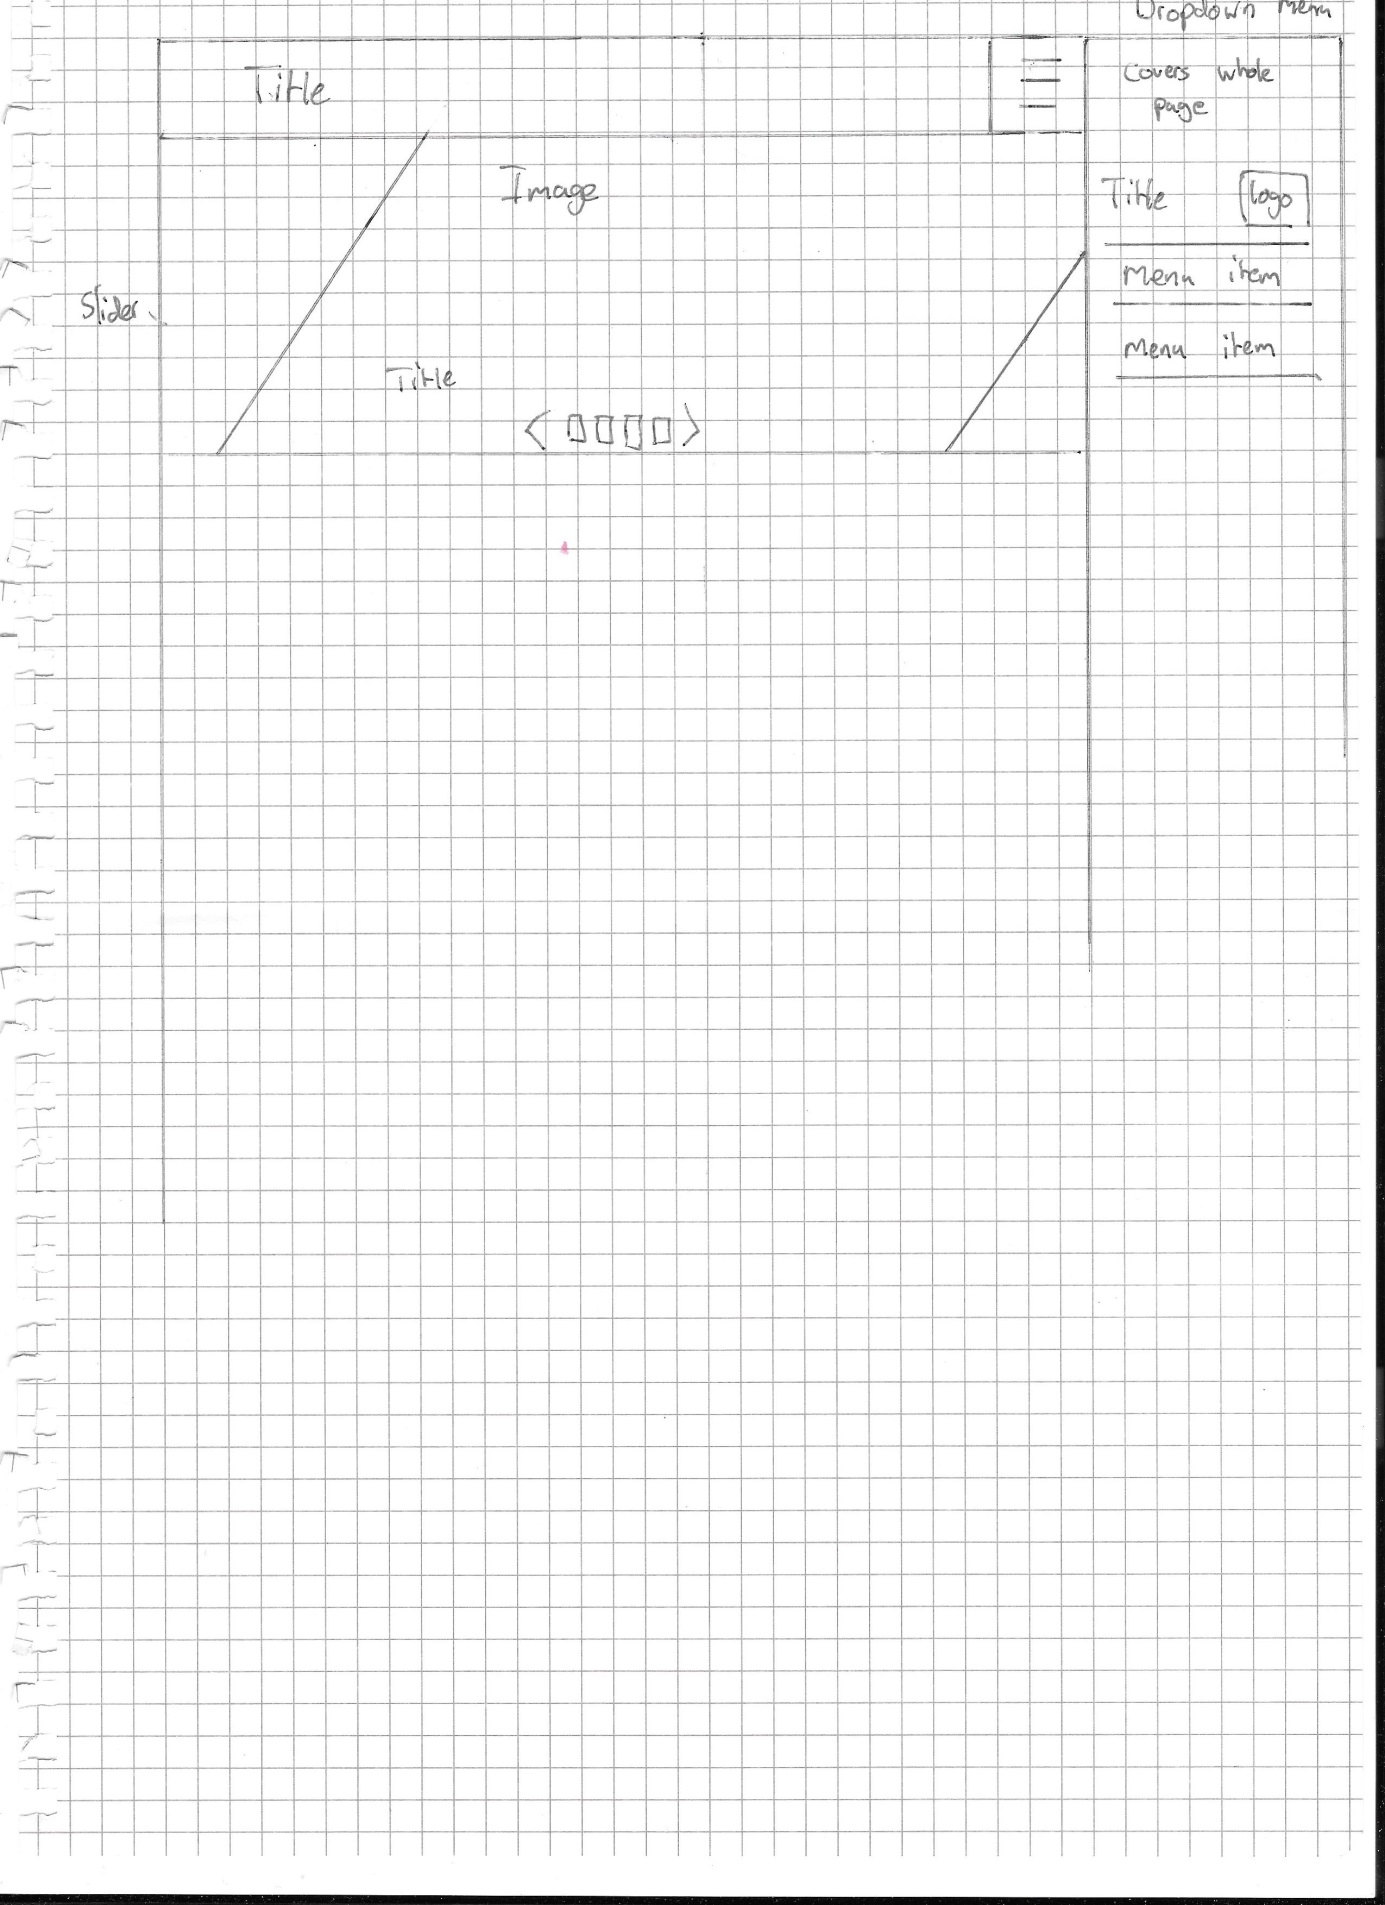 Dropdown Menu
Title
Covers whole
page
Image
Title
logo
Menu item
Slider
Menu item
Title